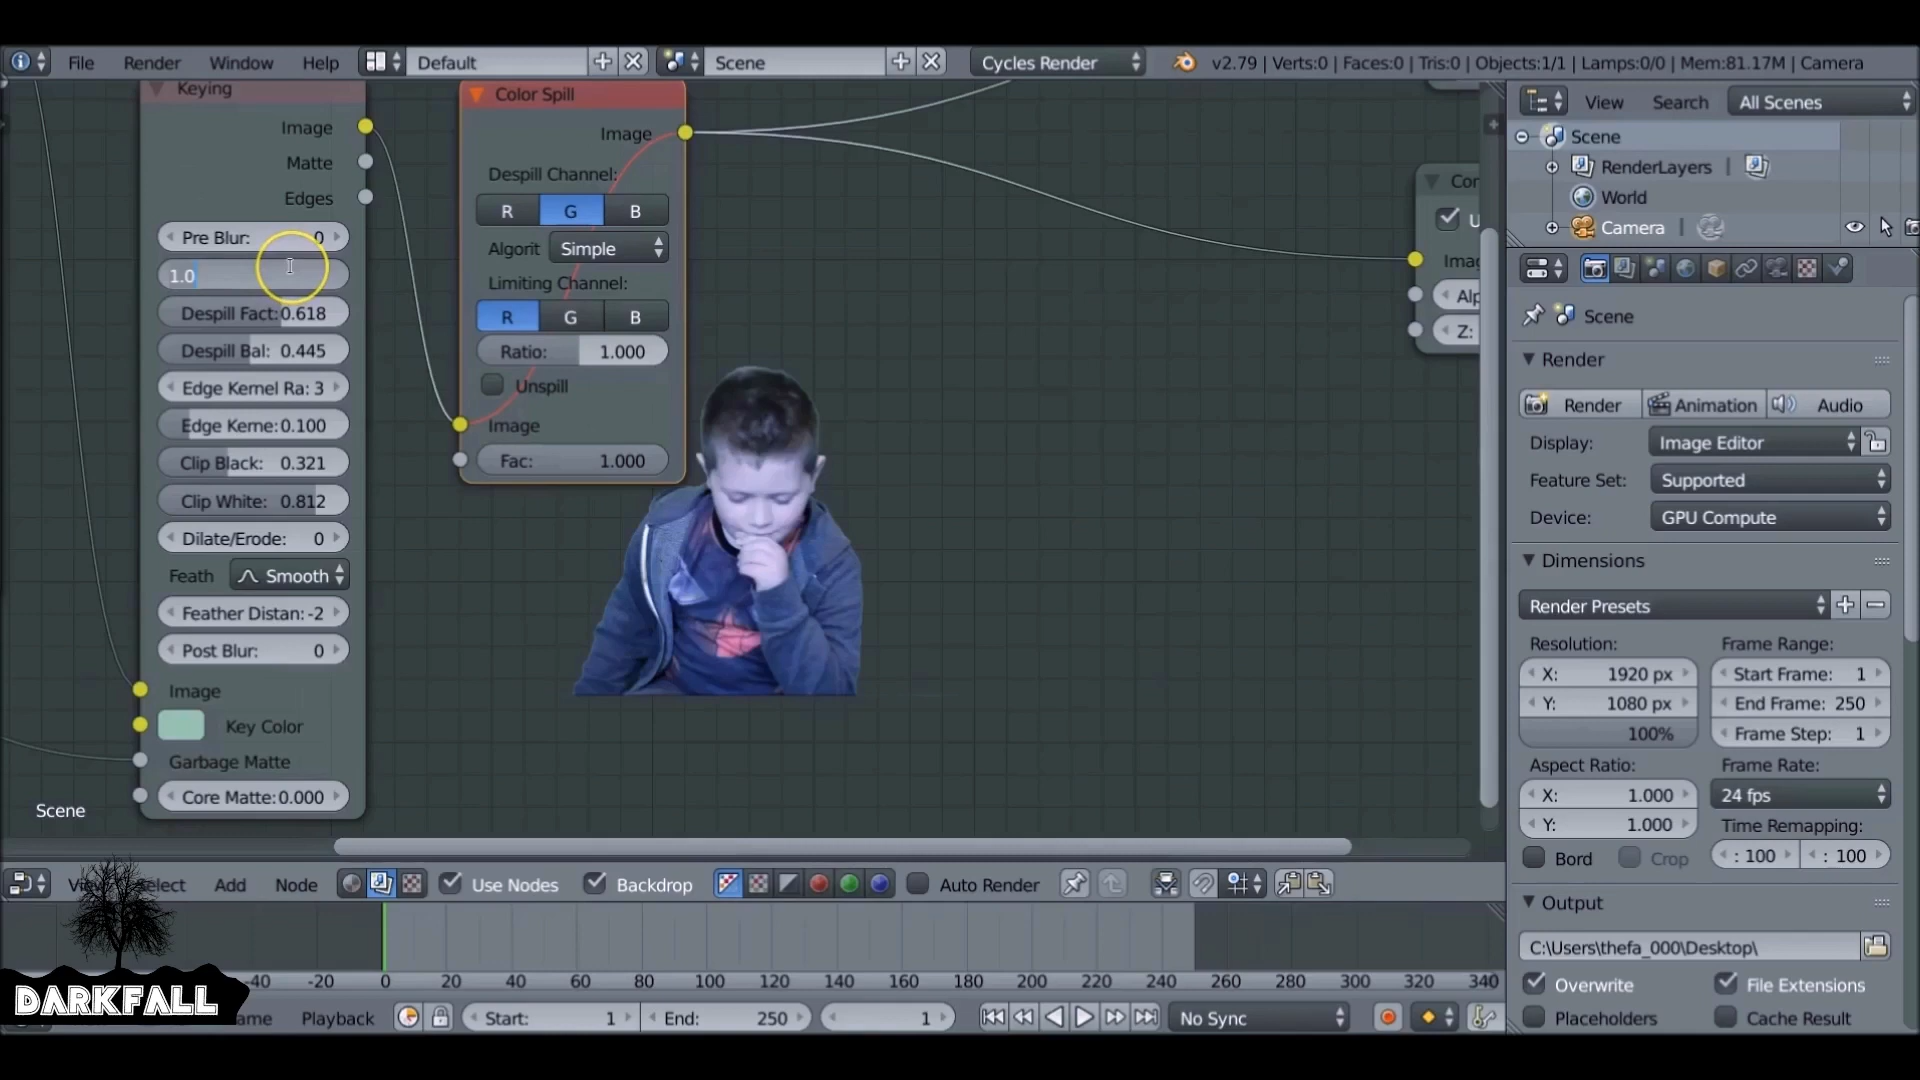 File Render Window Help Default Scene Cycles Render v2.79 | Verts:0 | Faces:0 | Tris:0 | Objects:1/1 | Lamps:0/0 | Mem:81.17M | Camera
Keying
Image
Matte
Edges
Pre Blur: 0
1.0
Despill Fact: 0.618
Despill Bal: 0.445
Edge Kernel Ra: 3
Edge Kerne: 0.100
Clip Black: 0.321
Clip White: 0.812
Dilate/Erode: 0
Feath Smooth
Feather Distan: -2
Post Blur: 0
Image
Key Color
Garbage Matte
Core Matte: 0.000
Scene
Color Spill
Image
Despill Channel:
R G B
Algorit Simple
Limiting Channel:
R G B
Ratio: 1.000
Unspill
Image
Fac: 1.000
Alp
Z:
View Search All Scenes
Scene
RenderLayers |
World
Camera |
Scene
Render
Render Animation Audio
Display: Image Editor
Feature Set: Supported
Device: GPU Compute
Dimensions
Render Presets
Resolution: Frame Range:
X: 1920 px Start Frame: 1
Y: 1080 px End Frame: 250
100% Frame Step: 1
Aspect Ratio: Frame Rate:
X: 1.000 24 fps
Y: 1.000 Time Remapping:
Bord Crop : 100 : 100
Output
C:\Users\thefa_000\Desktop\
Overwrite File Extensions
Placeholders Cache Result
Add Node Use Nodes Backdrop Auto Render
-40 -20 0 20 40 60 80 100 120 140 160 180 200 220 240 260 280 300 320 340
Playback Start: 1 End: 250 1 No Sync
DARKFALL